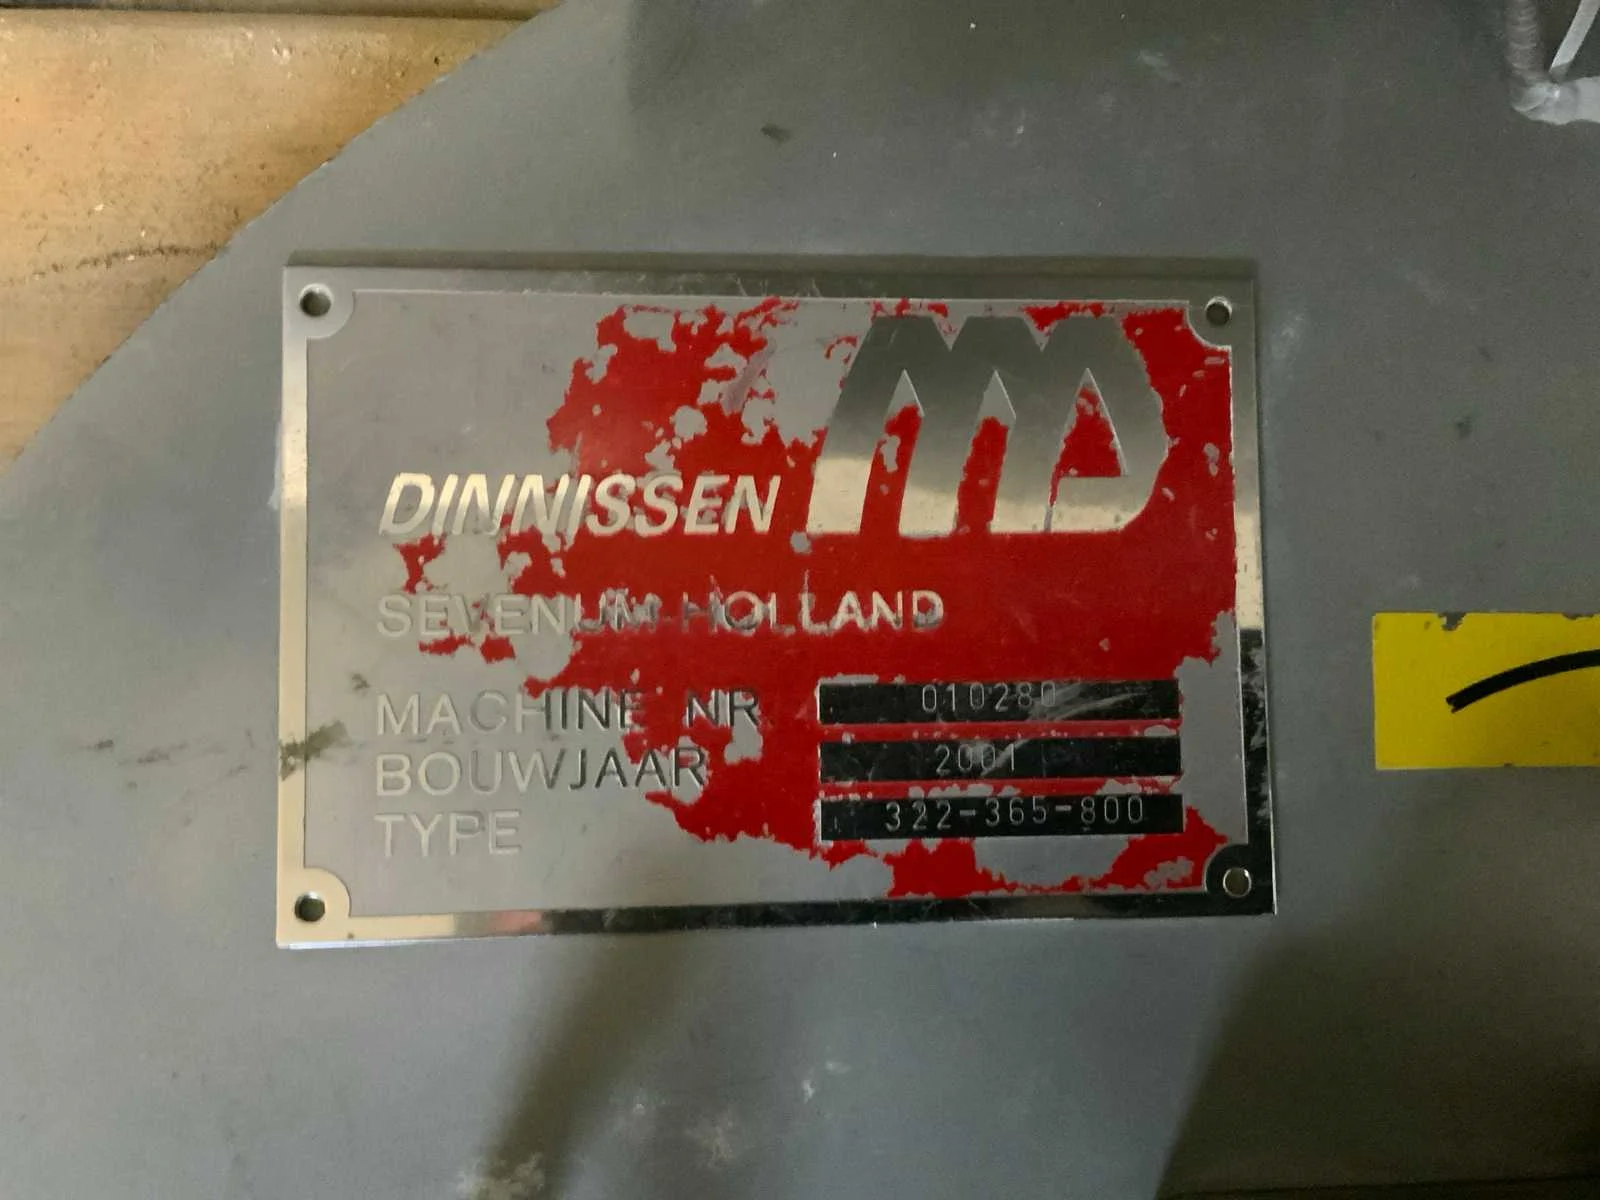 DINNISSEN
SEVENUM-HOLLAND
MACHINE NR 010280
BOUWJAAR 2001
TYPE 322-365-800